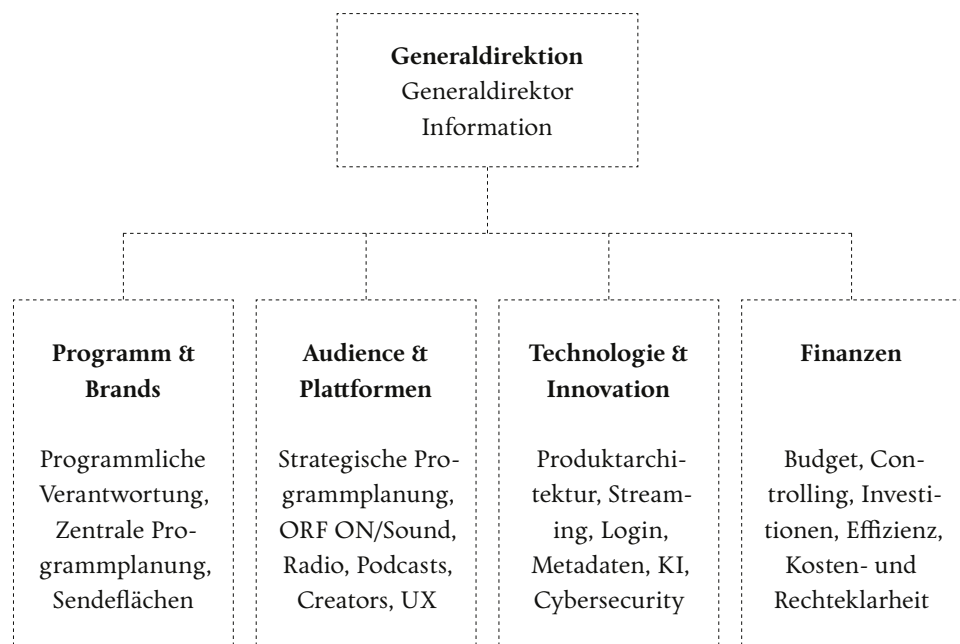 Generaldirektion
Generaldirektor
Information
Programm &
Brands
Programmliche
Verantwortung,
Zentrale Pro-
grammplanung,
Sendeflächen
Audience &
Plattformen
Strategische Pro-
grammplanung,
ORF ON/Sound,
Radio, Podcasts,
Creators, UX
Technologie &
Innovation
Produktarchi-
tektur, Stream-
ing, Login,
Metadaten, KI,
Cybersecurity
Finanzen
Budget, Con-
trolling, Investi-
tionen, Effizienz,
Kosten- und
Rechteklarheit